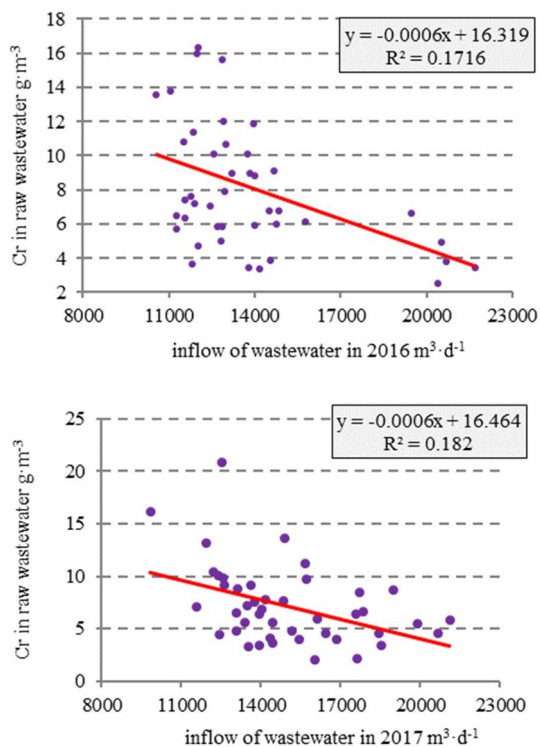 18
16
14
12
10
8
6
4
2
Cr in raw wastewater g·m⁻³
y = -0.0006x + 16.319
R² = 0.1716
8000 11000 14000 17000 20000 23000
inflow of wastewater in 2016 m³·d⁻¹
25
20
15
10
5
0
Cr in raw wastewater g·m⁻³
y = -0.0006x + 16.464
R² = 0.182
8000 11000 14000 17000 20000 23000
inflow of wastewater in 2017 m³·d⁻¹